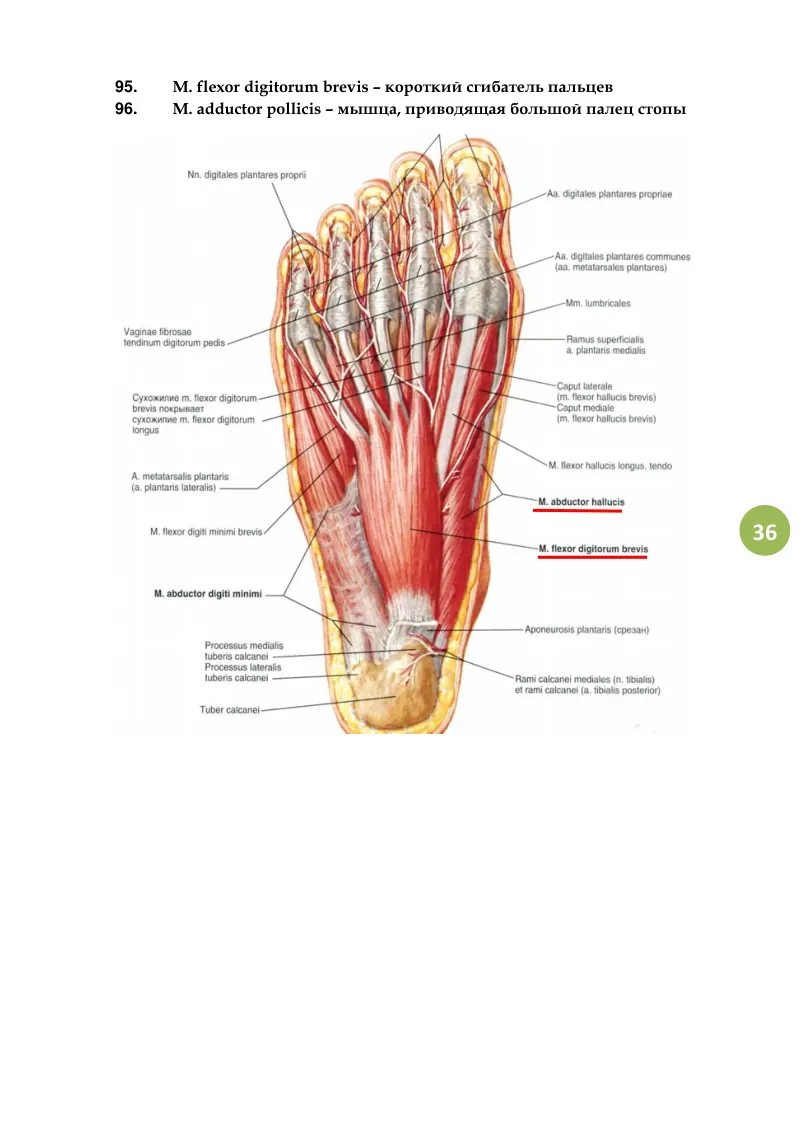 95. M. flexor digitorum brevis – короткий сгибатель пальцев
96. M. adductor pollicis – мышца, приводящая большой палец стопы
Nn. digitales plantares proprii
Aa. digitales plantares propriae
Aa. digitales plantares communes
(aa. metatarsales plantares)
Mm. lumbricales
Vaginae fibrosae
tendinum digitorum pedis
Ramus superficialis
a. plantaris medialis
Caput laterale
(m. flexor hallucis brevis)
Caput mediale
(m. flexor hallucis brevis)
Сухожилие m. flexor digitorum
brevis покрывает
сухожилие m. flexor digitorum
longus
M. flexor hallucis longus, tendo
A. metatarsalis plantaris
(a. plantaris lateralis)
M. abductor hallucis
M. flexor digiti minimi brevis
36
M. flexor digitorum brevis
M. abductor digiti minimi
Aponeurosis plantaris (срезан)
Processus medialis
tuberis calcanei
Processus lateralis
tuberis calcanei
Rami calcanei mediales (n. tibialis)
et rami calcanei (a. tibialis posterior)
Tuber calcanei